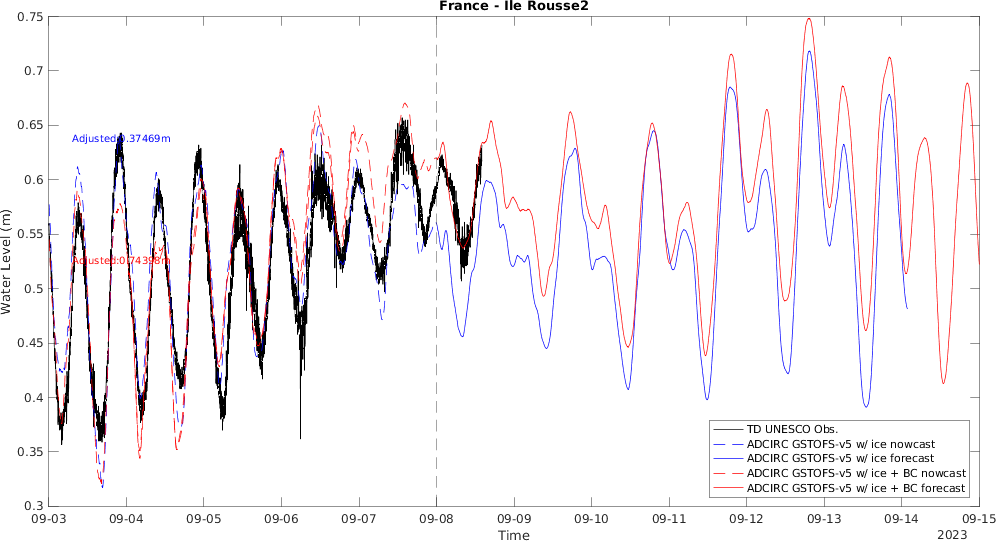 France - Ile Rousse2
0.75
0.7
0.65
0.6
0.55
0.5
0.45
0.4
0.35
0.3
Water Level (m)
Adjusted:0.37469m
Adjusted:0.74398m
TD UNESCO Obs.
ADCIRC GSTOFS-v5 w/ ice nowcast
ADCIRC GSTOFS-v5 w/ ice forecast
ADCIRC GSTOFS-v5 w/ ice + BC nowcast
ADCIRC GSTOFS-v5 w/ ice + BC forecast
09-03 09-04 09-05 09-06 09-07 09-08 09-09 09-10 09-11 09-12 09-13 09-14 09-15
Time
2023